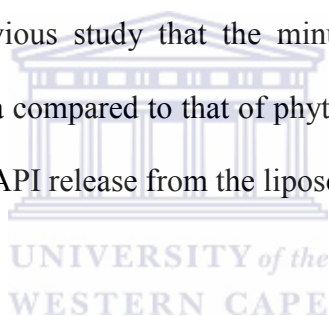 vious study that the minu
a compared to that of phyt
API release from the lipos
UNIVERSITY of the
WESTERN CAPE